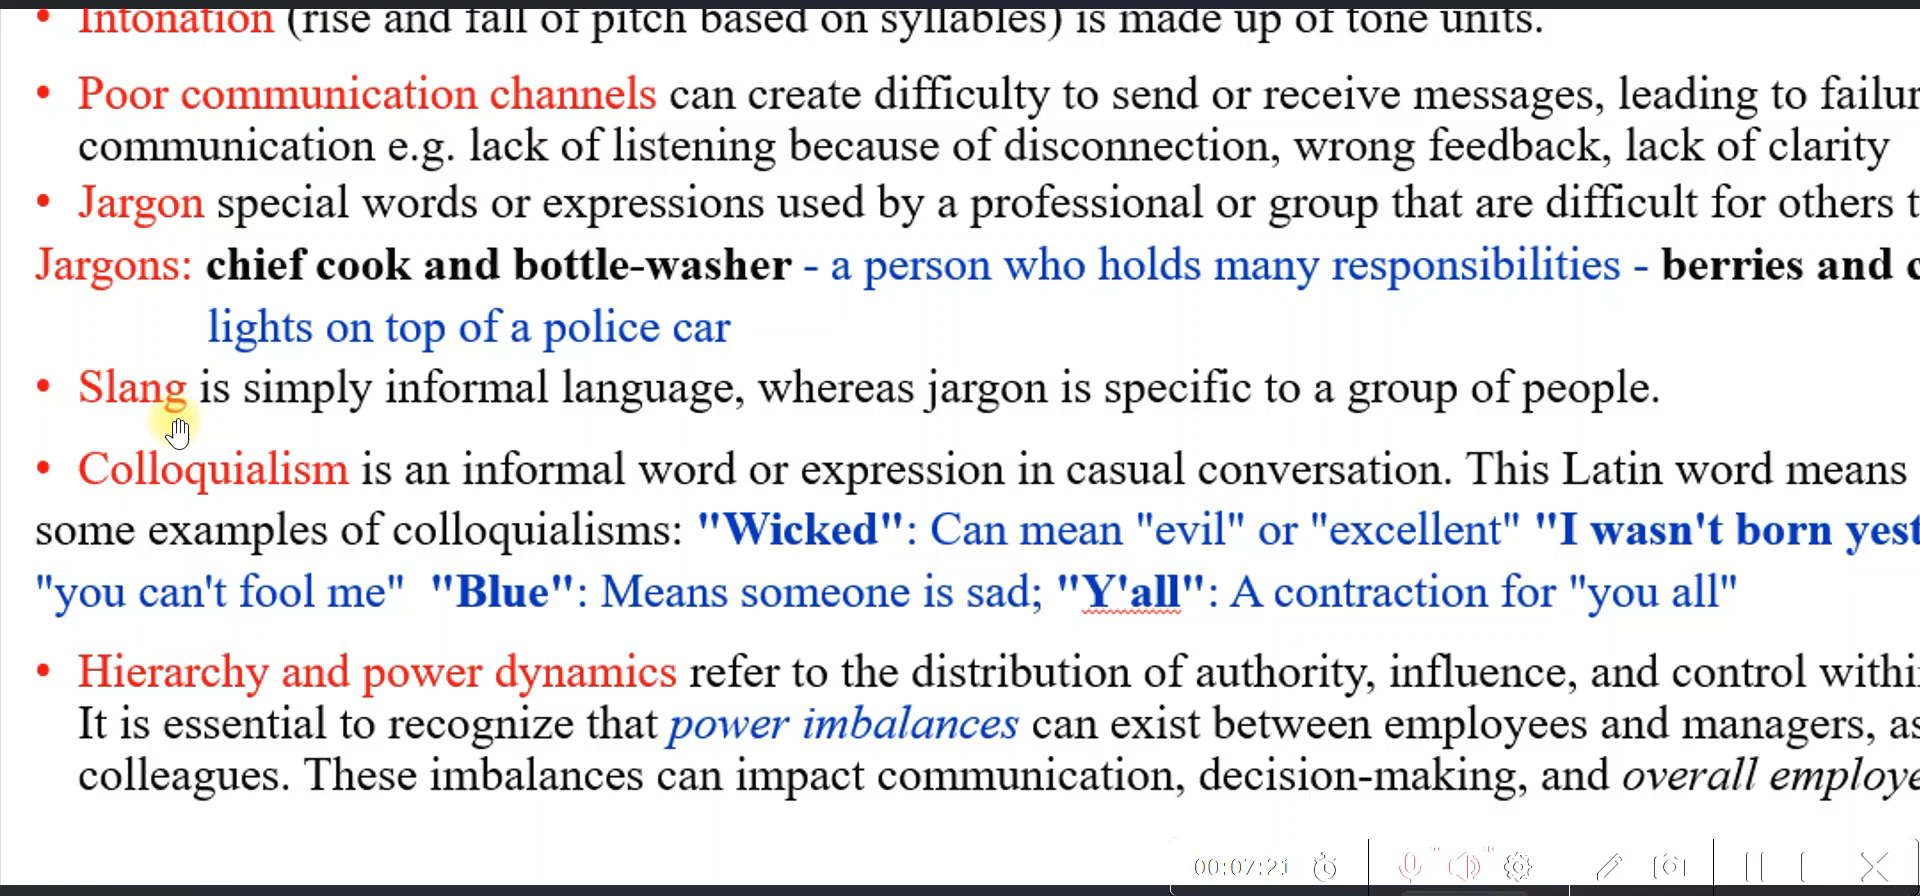 • Intonation (rise and fall of pitch based on syllables) is made up of tone units.
• Poor communication channels can create difficulty to send or receive messages, leading to
communication e.g. lack of listening because of disconnection, wrong feedback, lack of clarity
• Jargon special words or expressions used by a professional or group that are difficult for others
Jargons: chief cook and bottle-washer - a person who holds many responsibilities - berries and
lights on top of a police car
• Slang is simply informal language, whereas jargon is specific to a group of people.
• Colloquialism is an informal word or expression in casual conversation. This Latin word means
some examples of colloquialisms: "Wicked": Can mean "evil" or "excellent" "I wasn't born
"you can't fool me" "Blue": Means someone is sad; "Y'all": A contraction for "you all"
• Hierarchy and power dynamics refer to the distribution of authority, influence, and control
It is essential to recognize that power imbalances can exist between employees and managers,
colleagues. These imbalances can impact communication, decision-making, and overall
00:07:21